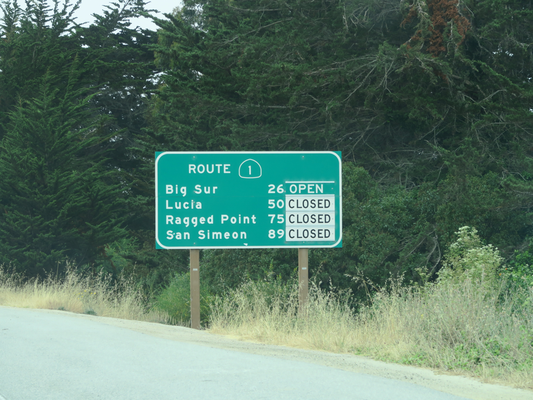 ROUTE 1
Big Sur 26 OPEN
Lucia 50 CLOSED
Ragged Point 75 CLOSED
San Simeon 89 CLOSED